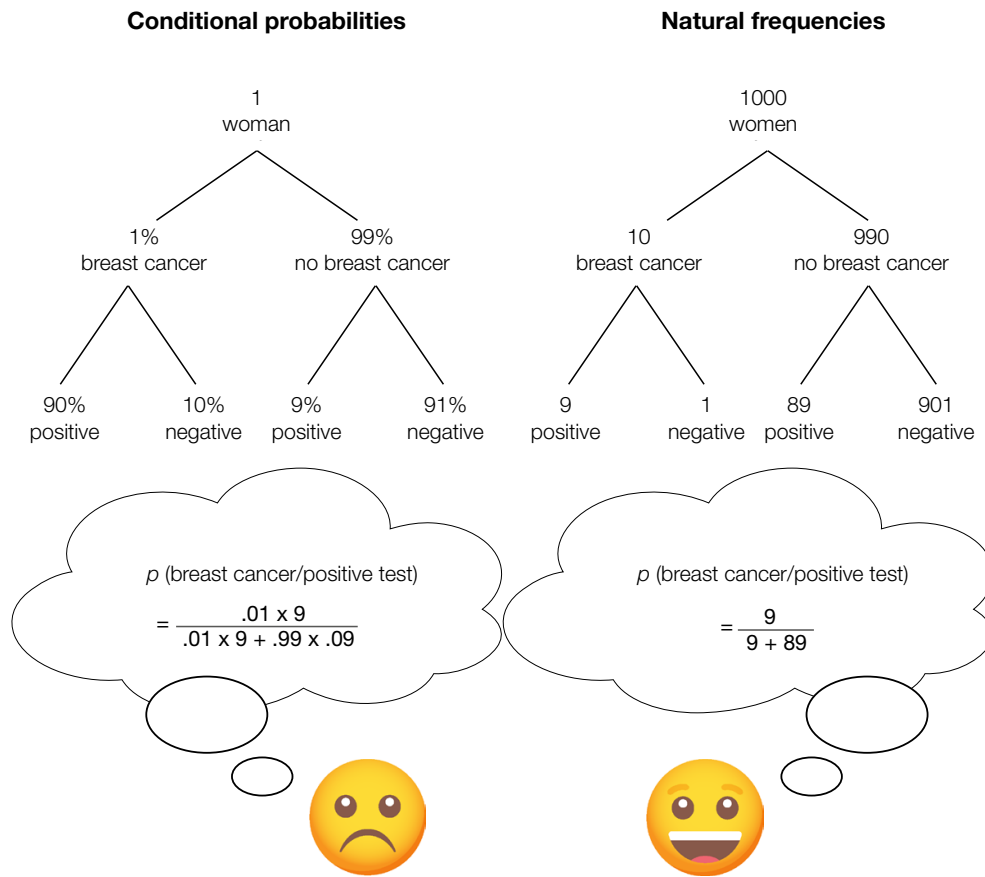 Conditional probabilities
1
woman
1%
breast cancer
99%
no breast cancer
90%
positive
10%
negative
9%
positive
91%
negative
p (breast cancer/positive test)
= .01 x 9
.01 x 9 + .99 x .09
Natural frequencies
1000
women
10
breast cancer
990
no breast cancer
9
positive
1
negative
89
positive
901
negative
p (breast cancer/positive test)
= 9
9 + 89